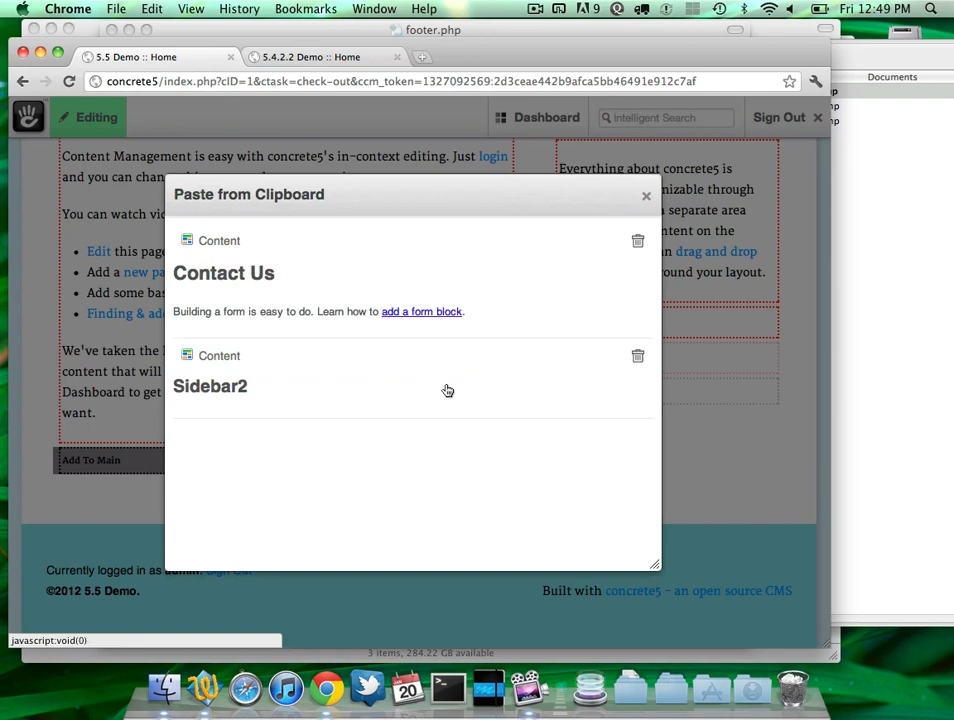 Chrome File Edit View History Bookmarks Window Help 9 Fri 12:49 PM
footer.php
5.5 Demo :: Home 5.4.2.2 Demo :: Home
Documents
concrete5/index.php?cID=1&ctask=check-out&ccm_token=1327092569:2d3ceae442b9afca5bb46491e912c7af
Editing Dashboard Intelligent Search Sign Out
Content Management is easy with concrete5's in-context editing. Just login
and you can
Everything about concrete5 is
nizable through
a separate area
ntent on the
n drag and drop
ound your layout.
You can watch
Edit this
Add a new
Add some
Finding &
We've taken the
content that will
Dashboard to get
want.
Add To Main
Paste from Clipboard
Content
Contact Us
Building a form is easy to do. Learn how to add a form block.
Content
Sidebar2
Currently logged in as
©2012 5.5 Demo.
Built with concrete5 - an open source CMS
javascript:void(0)
3 items, 284.22 GB available
20